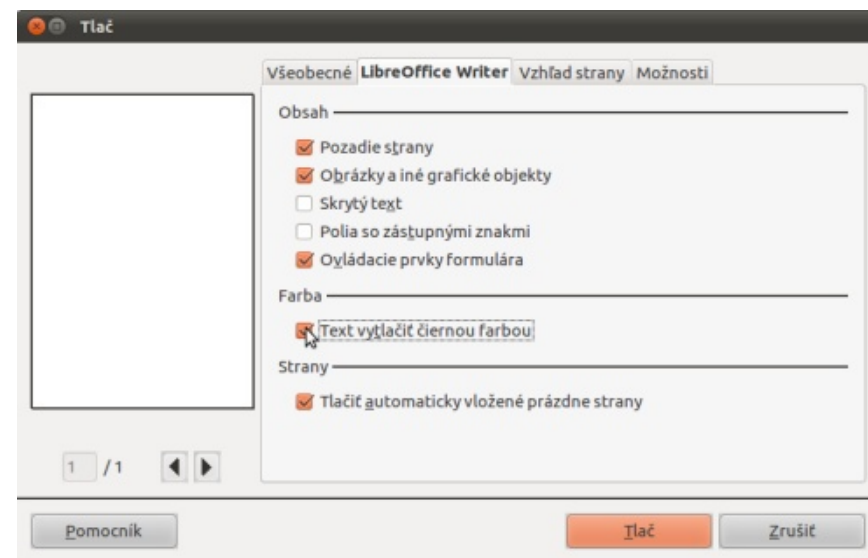 Tlač
Všeobecné LibreOffice Writer Vzhľad strany Možnosti
Obsah
Pozadie strany
Obrázky a iné grafické objekty
Skrytý text
Polia so zástupnými znakmi
Ovládacie prvky formulára
Farba
Text vytlačiť čiernou farbou
Strany
Tlačiť automaticky vložené prázdne strany
1 / 1
Pomocník Tlač Zrušiť